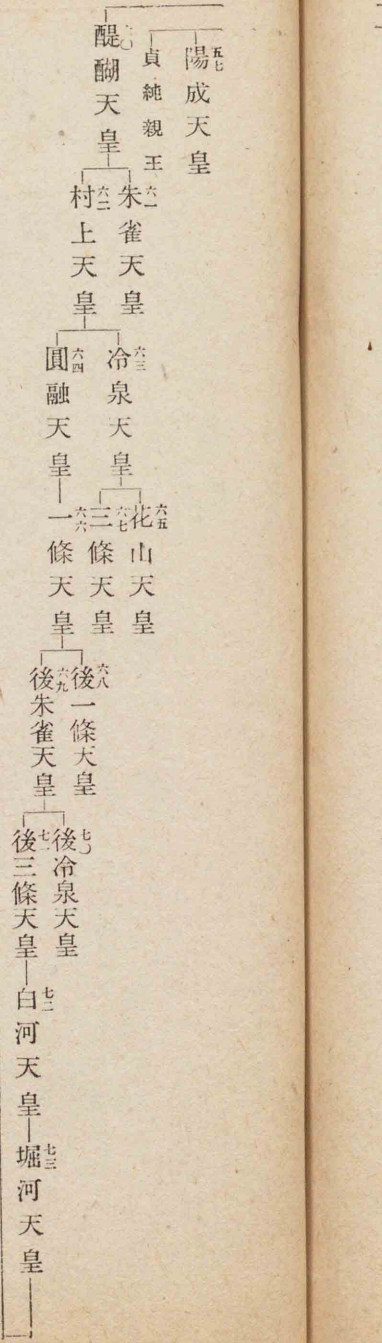 五七
陽成天皇
貞純親王
六〇
醍醐天皇
六一
朱雀天皇
六二
村上天皇
六三
冷泉天皇
六四
圓融天皇
六五
花山天皇
六七
三條天皇
六六
一條天皇
六八
後一條天皇
六九
後朱雀天皇
七〇
後冷泉天皇
七一
後三條天皇
七二
白河天皇
七三
堀河天皇